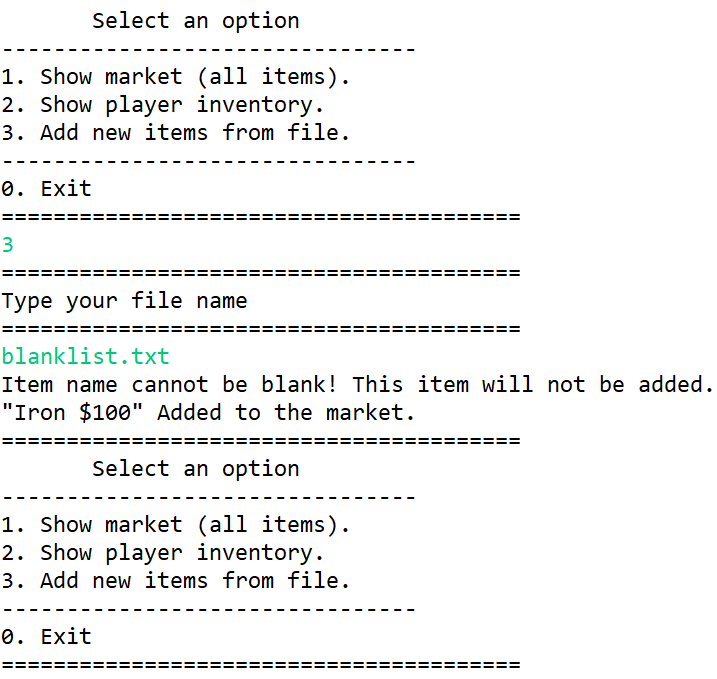 Select an option
--------------------------------
1. Show market (all items).
2. Show player inventory.
3. Add new items from file.
--------------------------------
0. Exit
========================================
3
========================================
Type your file name
========================================
blanklist.txt
Item name cannot be blank! This item will not be added.
"Iron $100" Added to the market.
========================================
       Select an option
--------------------------------
1. Show market (all items).
2. Show player inventory.
3. Add new items from file.
--------------------------------
0. Exit
========================================